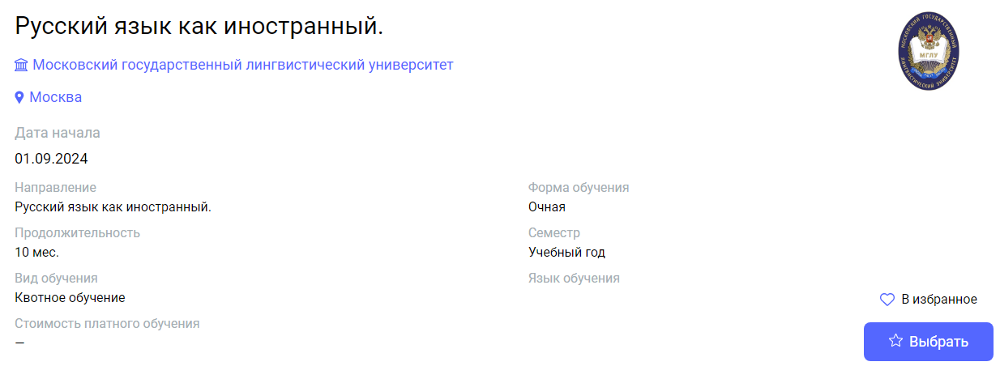 Русский язык как иностранный.
МОСКОВСКИЙ ГОСУДАРСТВЕННЫЙ
МГЛУ
ЛИНГВИСТИЧЕСКИЙ УНИВЕРСИТЕТ
Московский государственный лингвистический университет
Москва
Дата начала
01.09.2024
Направление
Русский язык как иностранный.
Форма обучения
Очная
Продолжительность
10 мес.
Семестр
Учебный год
Вид обучения
Квотное обучение
Язык обучения
Стоимость платного обучения
—
В избранное
Выбрать